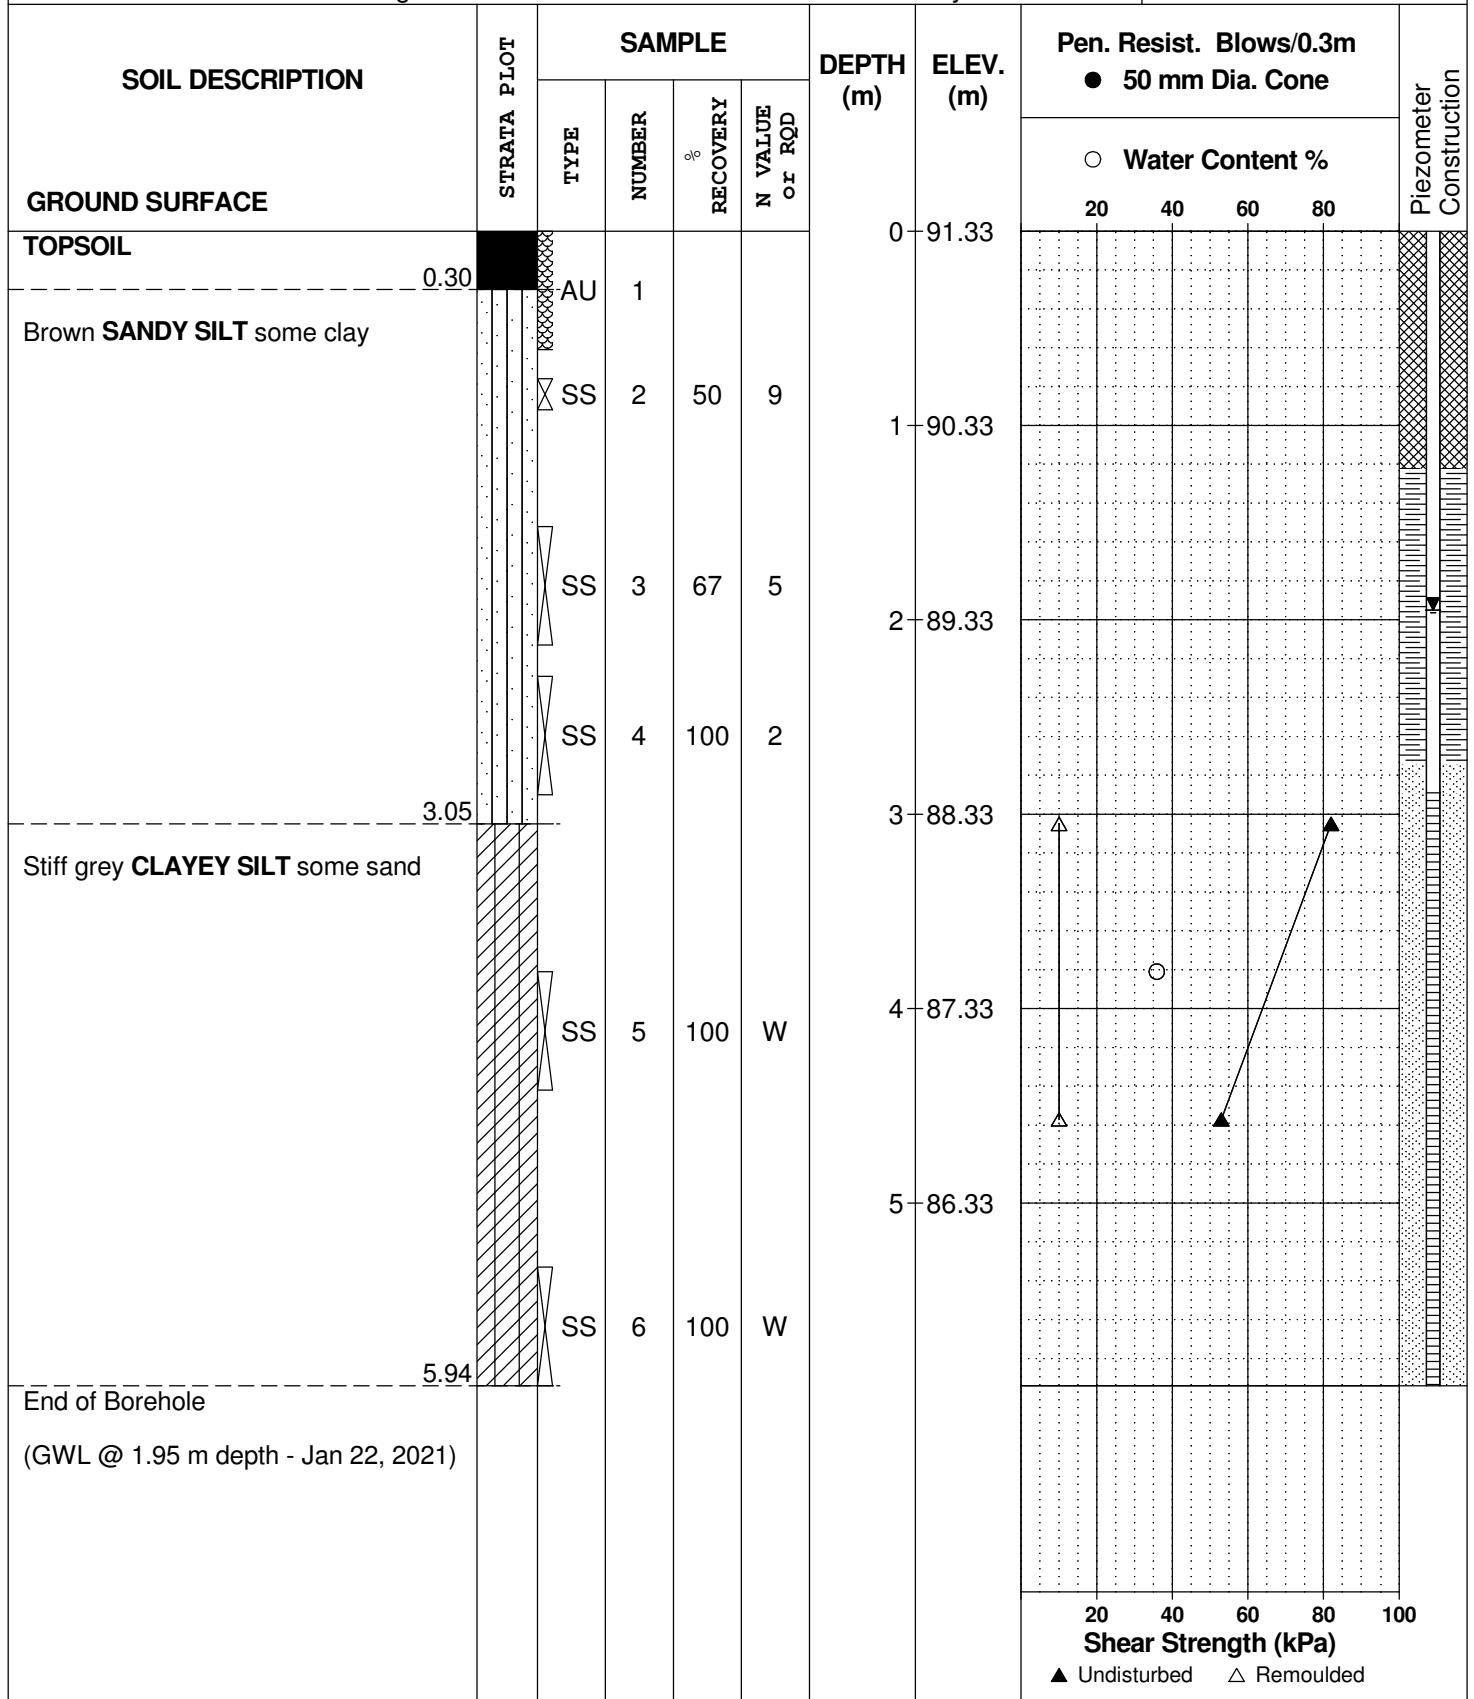 SOIL DESCRIPTION
GROUND SURFACE
STRATA PLOT
SAMPLE
TYPE
NUMBER
%
RECOVERY
N VALUE
or RQD
DEPTH
(m)
ELEV.
(m)
Pen. Resist. Blows/0.3m
● 50 mm Dia. Cone
○ Water Content %
20 40 60 80
Piezometer
Construction
0 91.33
TOPSOIL
0.30
AU 1
Brown SANDY SILT some clay
SS 2 50 9
1 90.33
SS 3 67 5
2 89.33
SS 4 100 2
3.05
3 88.33
Stiff grey CLAYEY SILT some sand
4 87.33
SS 5 100 W
5 86.33
SS 6 100 W
5.94
End of Borehole
(GWL @ 1.95 m depth - Jan 22, 2021)
20 40 60 80 100
Shear Strength (kPa)
▲ Undisturbed △ Remoulded